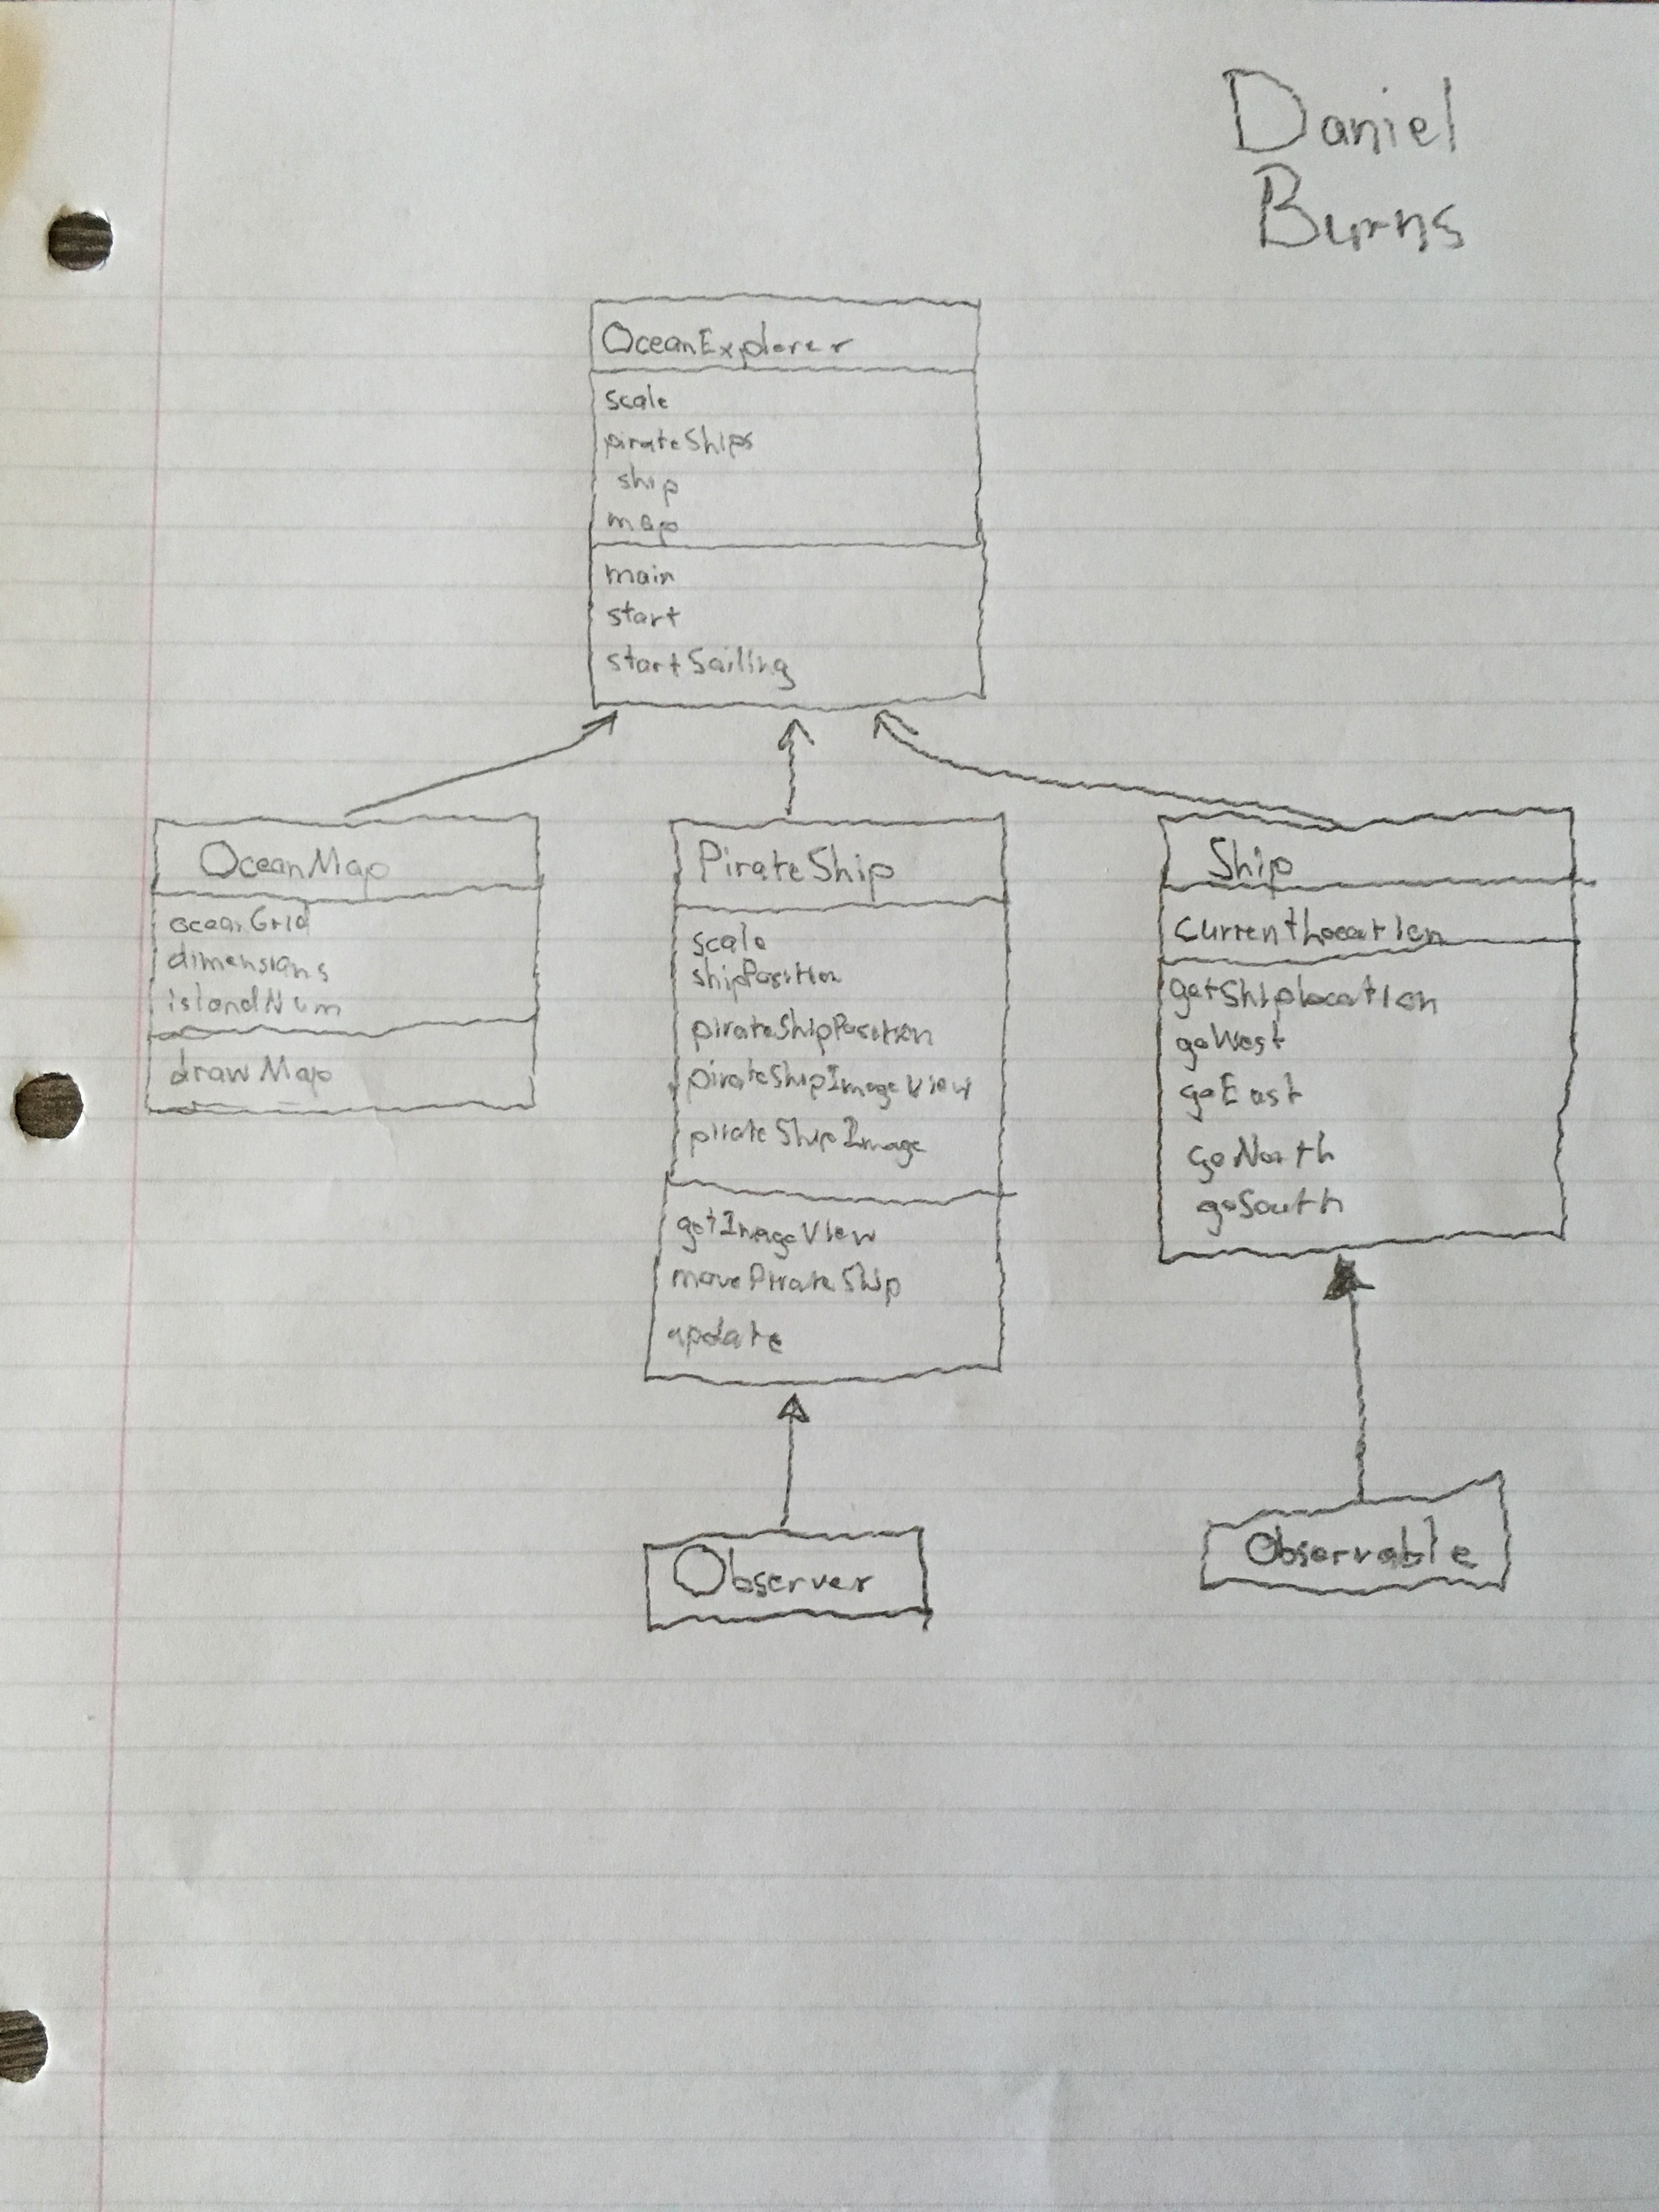 Daniel
Burns
OceanExplorer
scale
pirateShips
ship
map
main
start
startSailing
OceanMap
oceanGrid
dimensions
islandNum
drawMap
PirateShip
scale
shipPosition
pirateShipPosition
pirateShipImageView
pirateShipImage
getImageView
movePirateShip
update
Ship
currentLocation
getShiplocation
goWest
goEast
goNorth
goSouth
Observer
Observable